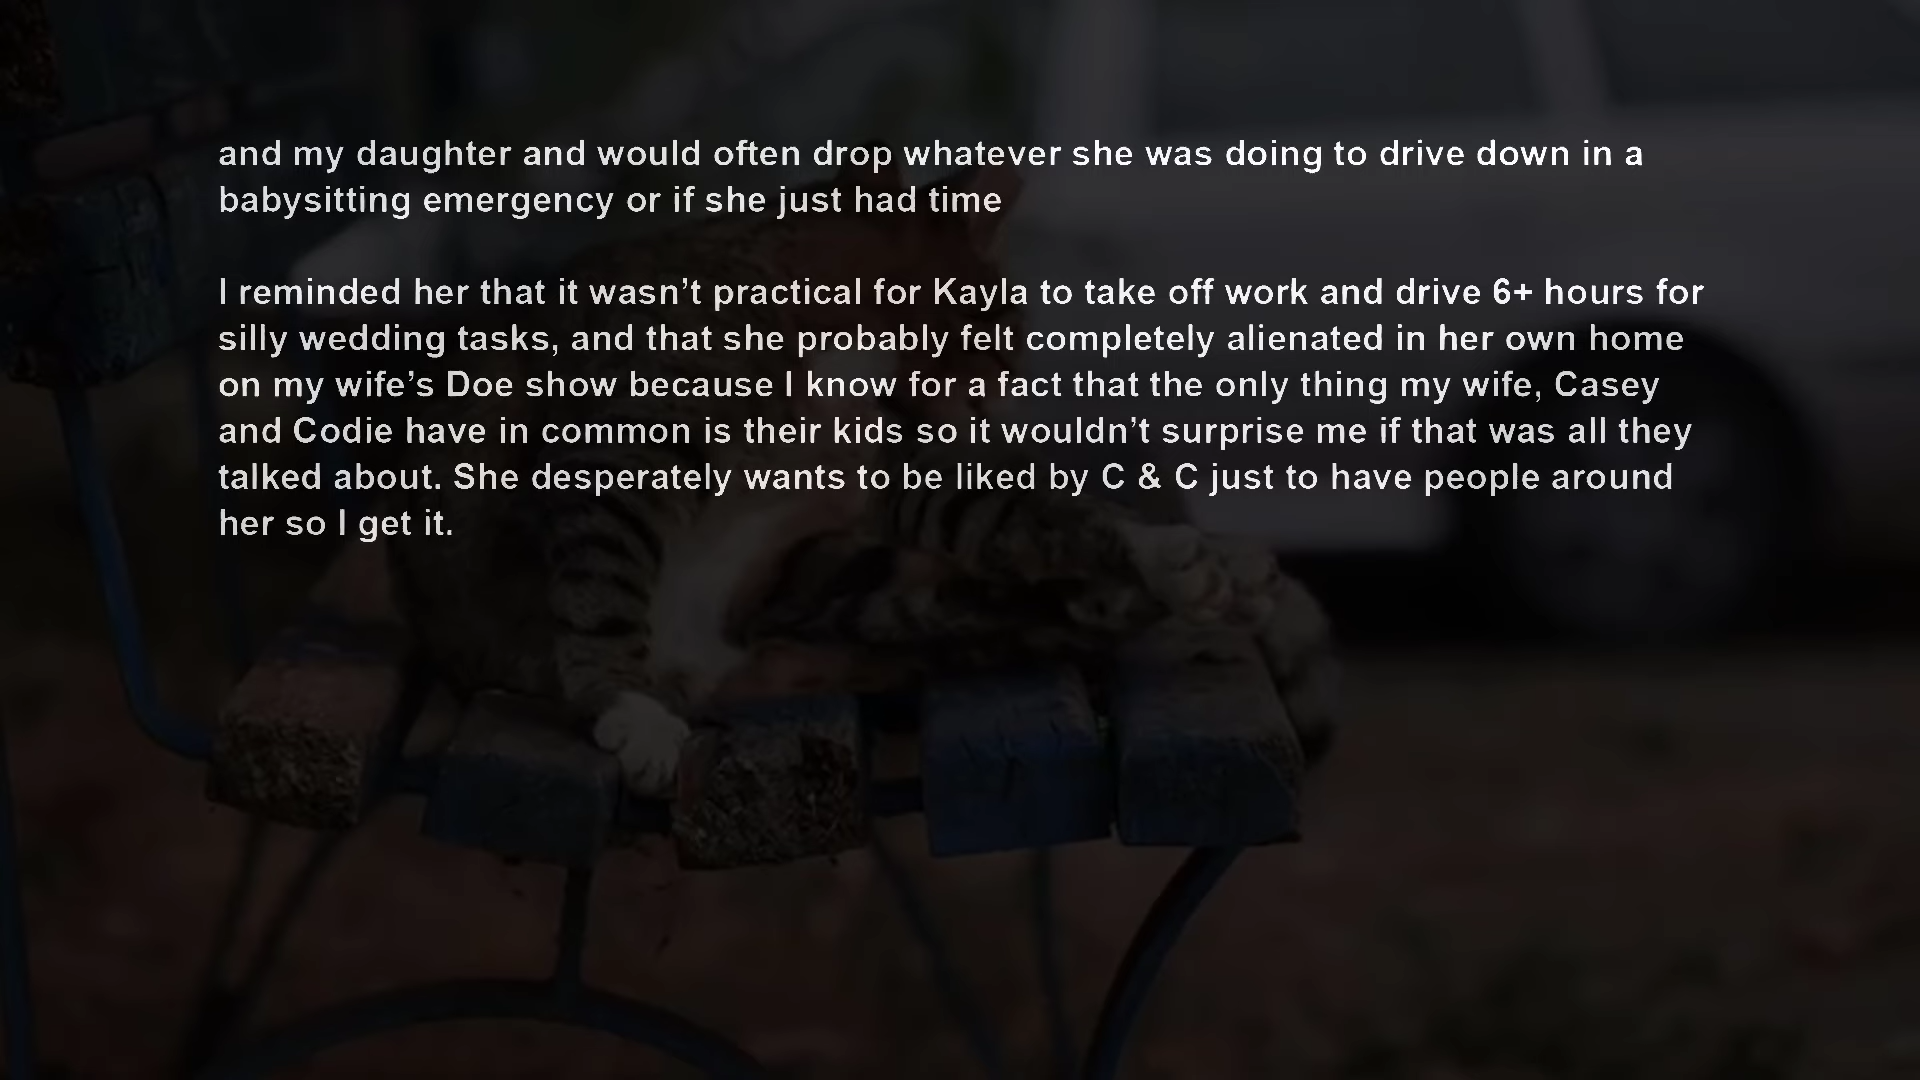 and my daughter and would often drop whatever she was doing to drive down in a
babysitting emergency or if she just had time
I reminded her that it wasn’t practical for Kayla to take off work and drive 6+ hours for
silly wedding tasks, and that she probably felt completely alienated in her own home
on my wife’s Doe show because I know for a fact that the only thing my wife, Casey
and Codie have in common is their kids so it wouldn’t surprise me if that was all they
talked about. She desperately wants to be liked by C & C just to have people around
her so I get it.